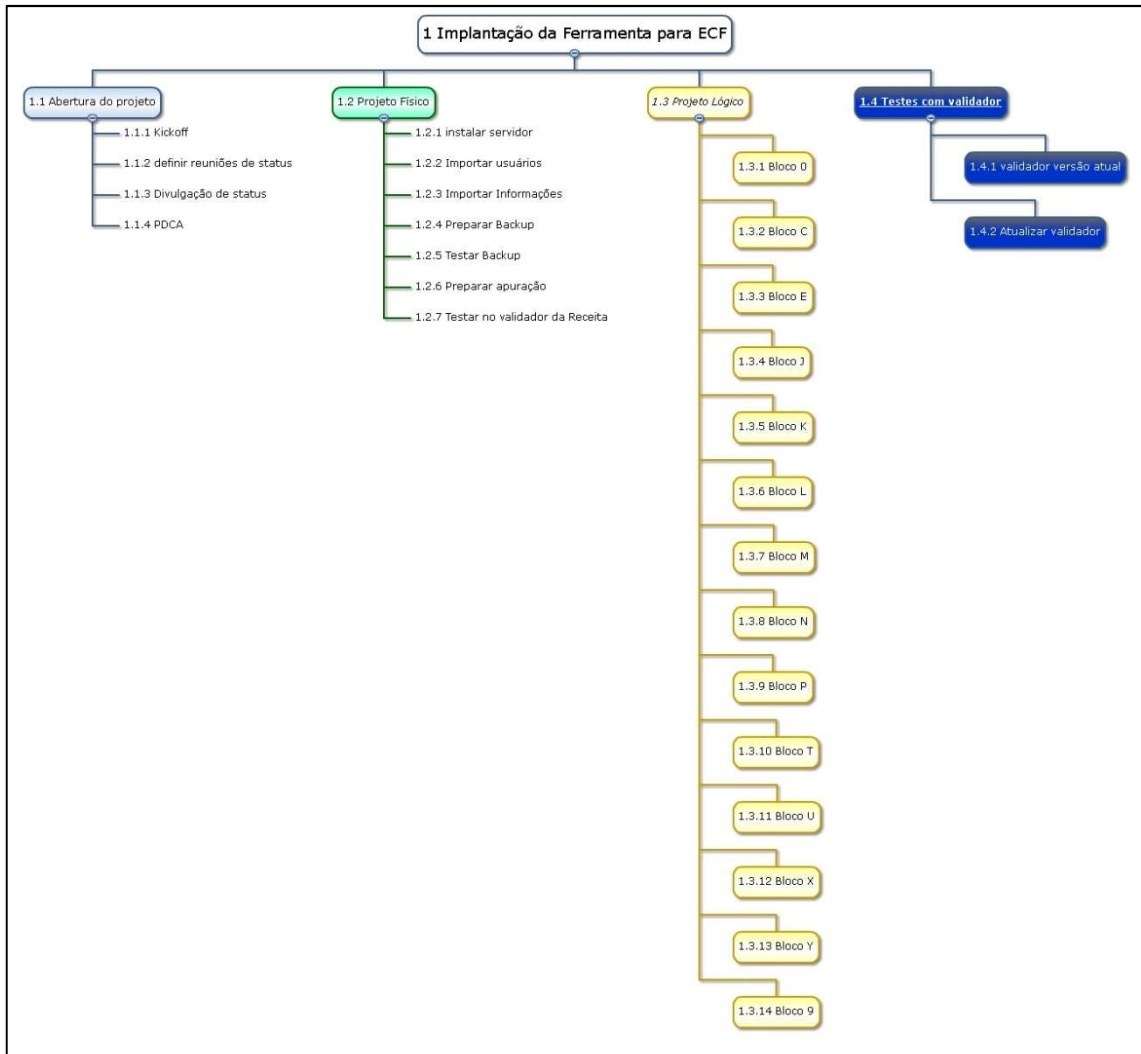 1 Implantação da Ferramenta para ECF
1.1 Abertura do projeto
1.1.1 Kickoff
1.1.2 definir reuniões de status
1.1.3 Divulgação de status
1.1.4 PDCA
1.2 Projeto Físico
1.2.1 instalar servidor
1.2.2 Importar usuários
1.2.3 Importar Informações
1.2.4 Preparar Backup
1.2.5 Testar Backup
1.2.6 Preparar apuração
1.2.7 Testar no validador da Receita
1.3 Projeto Lógico
1.3.1 Bloco 0
1.3.2 Bloco C
1.3.3 Bloco E
1.3.4 Bloco J
1.3.5 Bloco K
1.3.6 Bloco L
1.3.7 Bloco M
1.3.8 Bloco N
1.3.9 Bloco P
1.3.10 Bloco T
1.3.11 Bloco U
1.3.12 Bloco X
1.3.13 Bloco Y
1.3.14 Bloco 9
1.4 Testes com validador
1.4.1 validador versão atual
1.4.2 Atualizar validador